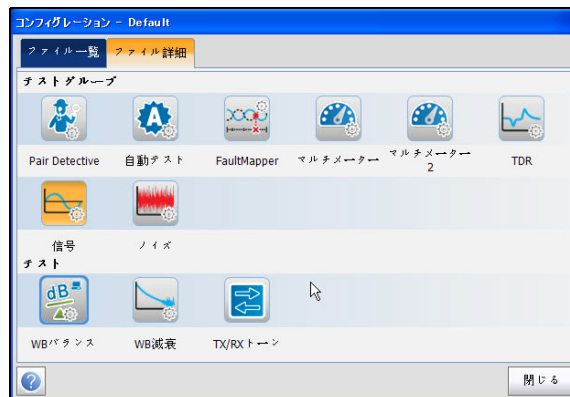 コンフィグレーション - Default
ファイル一覧 ファイル詳細
テストグループ
Pair Detective 自動テスト FaultMapper マルチメーター マルチメーター 2 TDR
信号 ノイズ
テスト
dB
WBバランス WB減衰 TX/RXトーン
? 閉じる